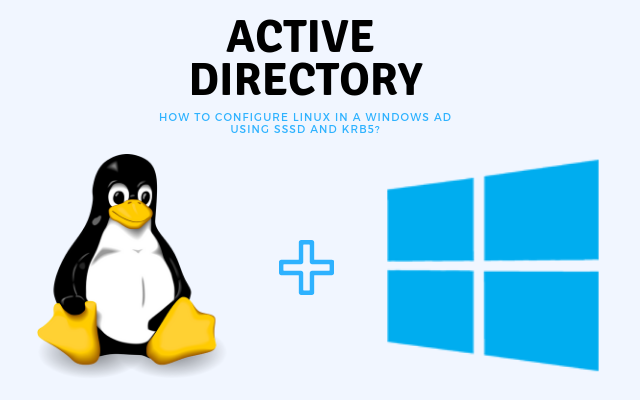 ACTIVE
DIRECTORY
HOW TO CONFIGURE LINUX IN A WINDOWS AD
USING SSSD AND KRB5?